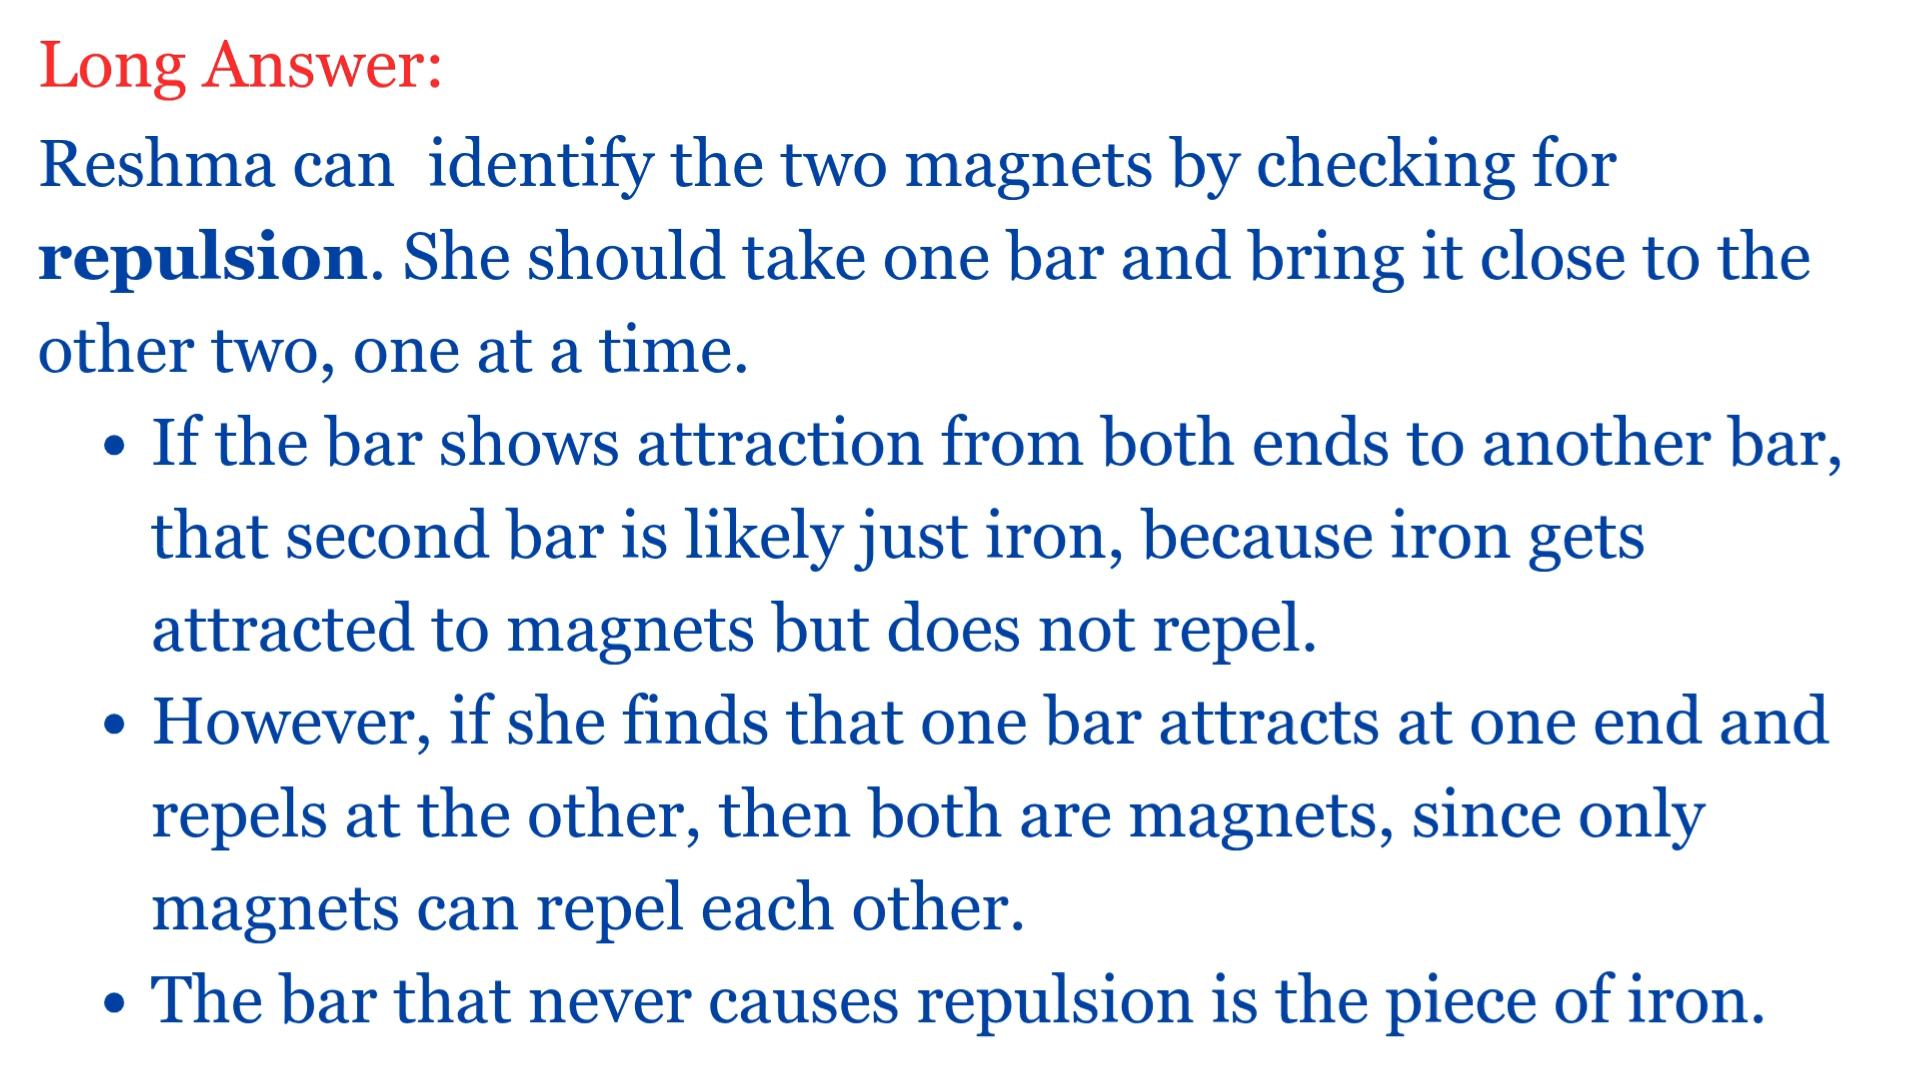 Long Answer:
Reshma can  identify the two magnets by checking for
repulsion. She should take one bar and bring it close to the
other two, one at a time.
• If the bar shows attraction from both ends to another bar,
that second bar is likely just iron, because iron gets
attracted to magnets but does not repel.
• However, if she finds that one bar attracts at one end and
repels at the other, then both are magnets, since only
magnets can repel each other.
• The bar that never causes repulsion is the piece of iron.